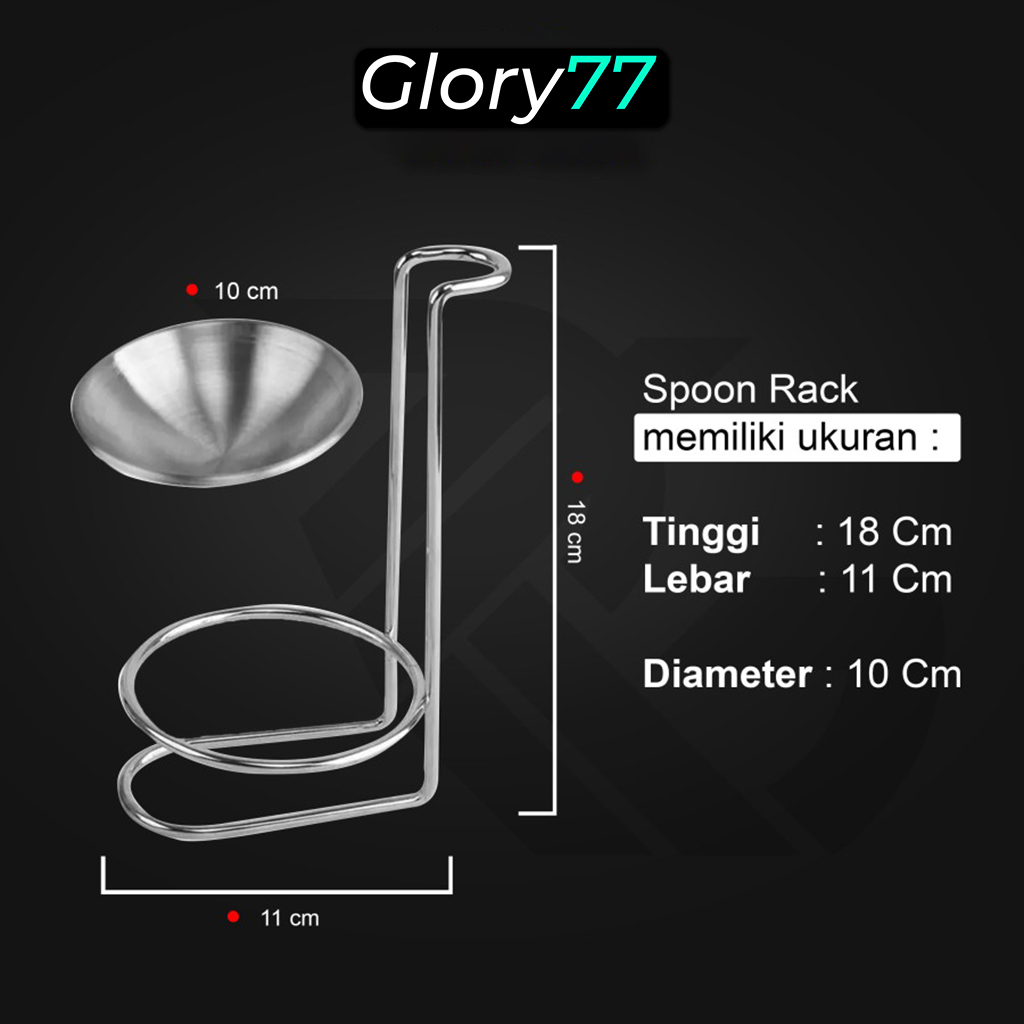 Glory77
10 cm
18 cm
11 cm
Spoon Rack
memiliki ukuran :
Tinggi : 18 Cm
Lebar : 11 Cm
Diameter : 10 Cm